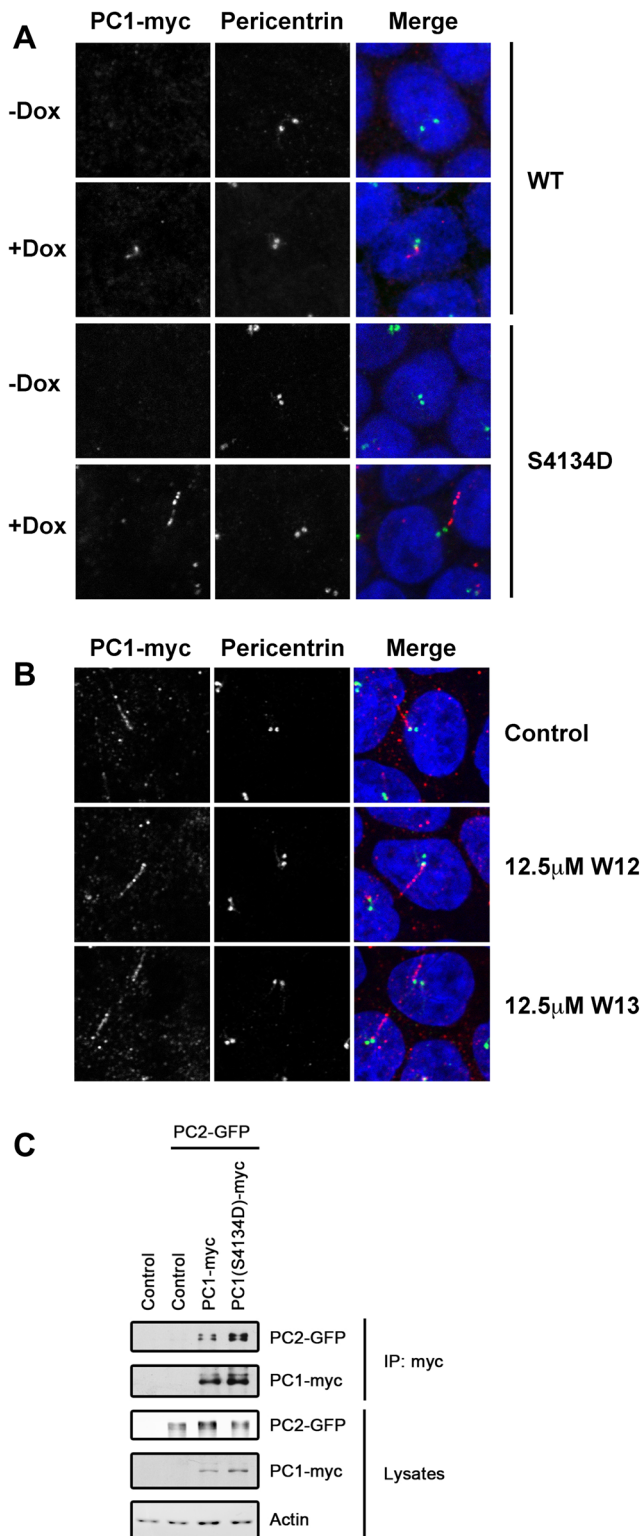 A
PC1-myc Pericentrin Merge
-Dox
+Dox
WT
-Dox
+Dox
S4134D
B
PC1-myc Pericentrin Merge
Control
12.5μM W12
12.5μM W13
C
PC2-GFP
Control
Control
PC1-myc
PC1(S4134D)-myc
PC2-GFP
PC1-myc
IP: myc
PC2-GFP
PC1-myc
Actin
Lysates